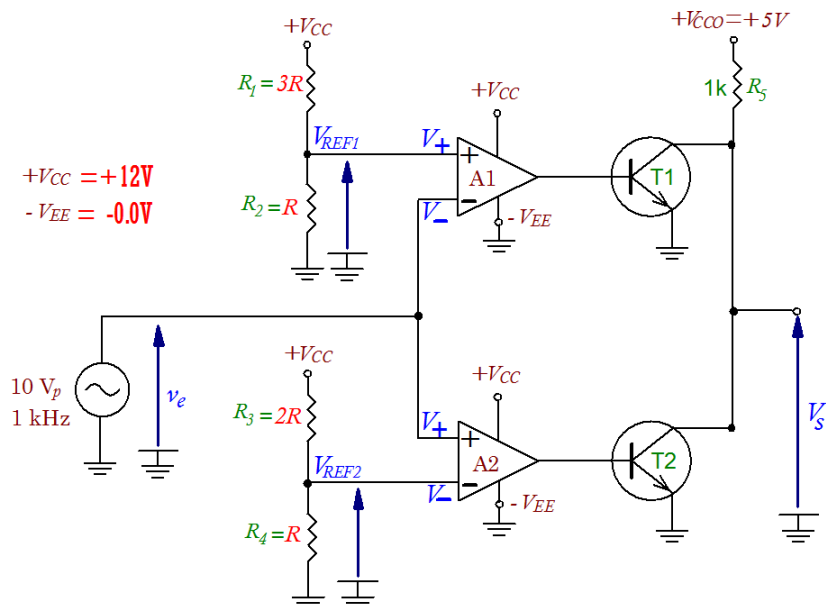 +VCC
+VCCO=+5V
R1 = 3R
1k R5
+VCC
VREF1
V+
+
A1
T1
+VCC = +12V
- VEE = -0.0V
R2 = R
V-
-
- VEE
+VCC
+VCC
10 Vp
1 kHz
ve
R3 = 2R
V+
+
A2
T2
Vs
VREF2
V-
-
- VEE
R4 = R